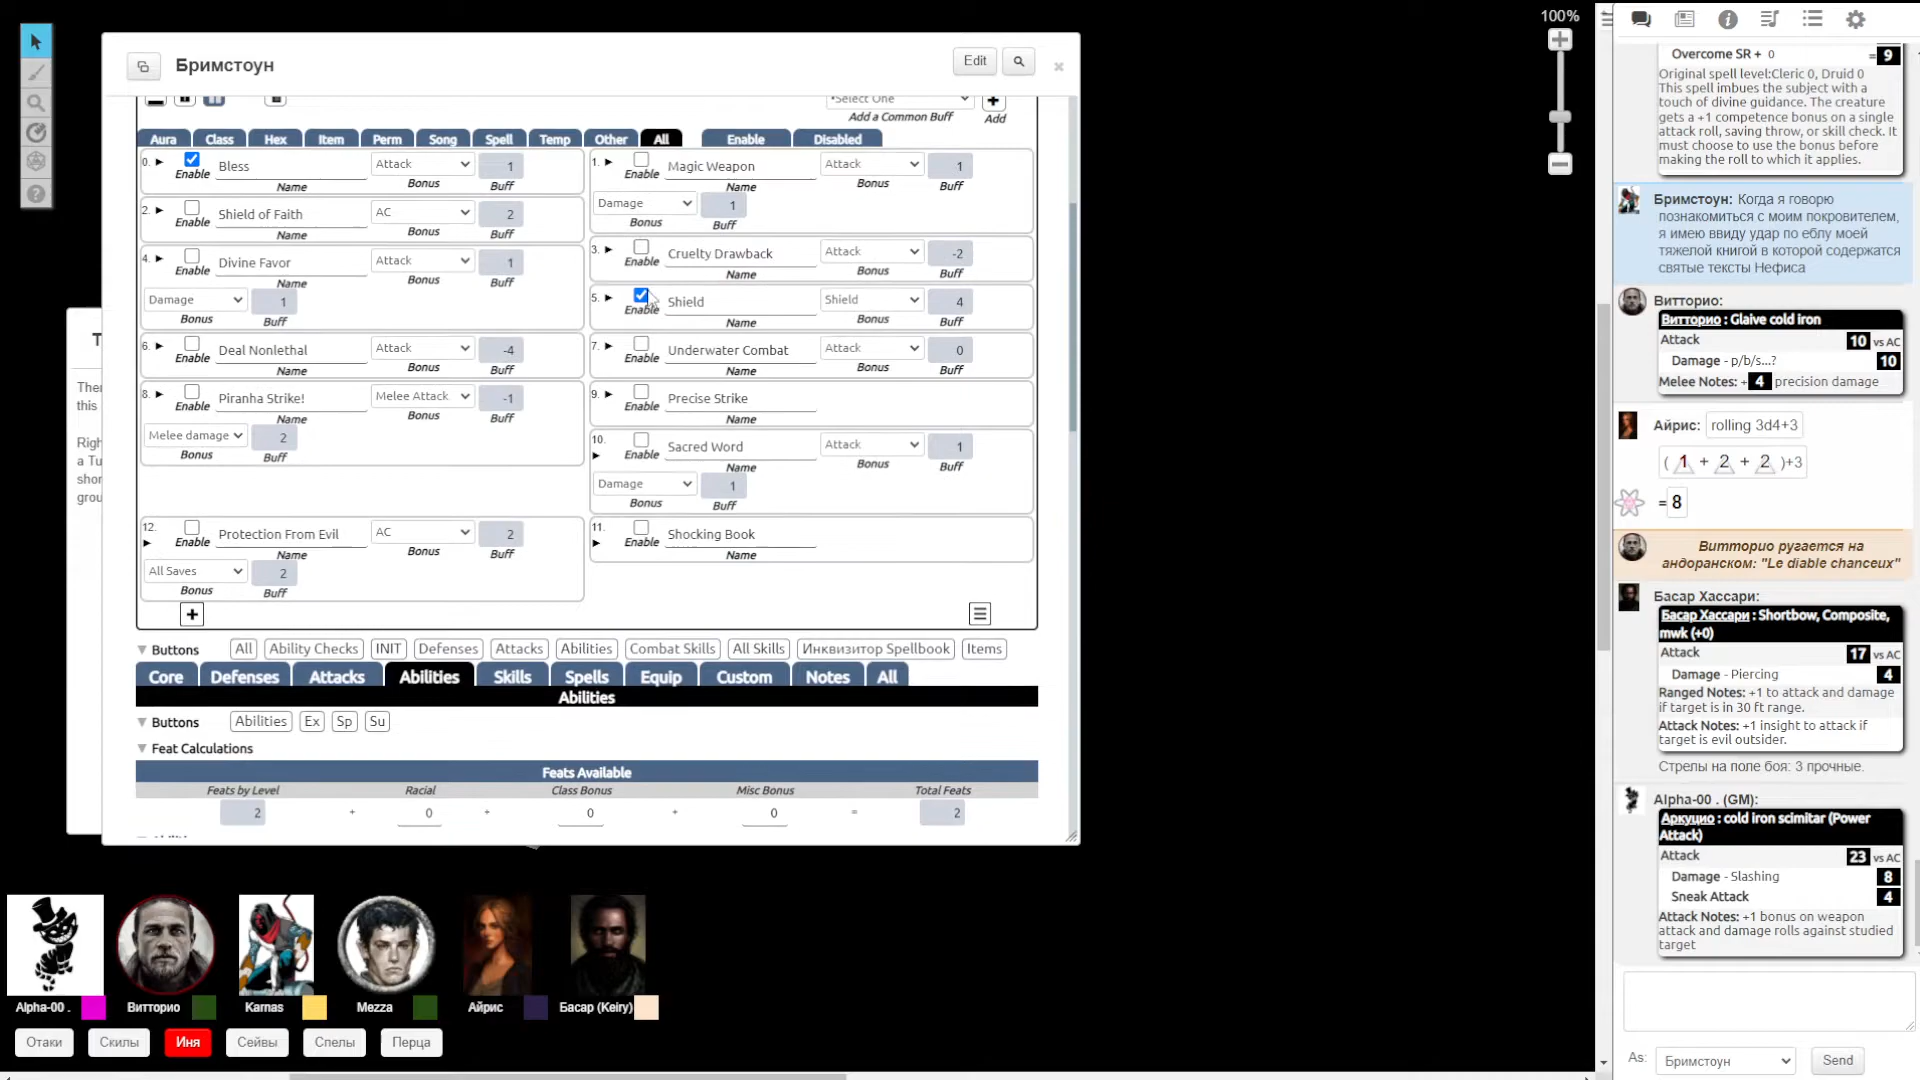 100%
Бримстоун
Edit
Select One
Add a Common Buff
Add
Aura Class Hex Item Perm Song Spell Temp Other All Enable Disabled
0. Enable Bless Name Attack Bonus 1 Buff
1. Enable Magic Weapon Name Attack Bonus 1 Buff
Damage Bonus 1 Buff
2. Enable Shield of Faith Name AC Bonus 2 Buff
3. Enable Cruelty Drawback Name Attack Bonus -2 Buff
4. Enable Divine Favor Name Attack Bonus 1 Buff
Damage Bonus 1 Buff
5. Enable Shield Name Shield Bonus 4 Buff
6. Enable Deal Nonlethal Name Attack Bonus -4 Buff
7. Enable Underwater Combat Name Attack Bonus 0 Buff
8. Enable Piranha Strike! Name Melee Attack Bonus -1 Buff
Melee damage Bonus 2 Buff
9. Enable Precise Strike Name
10. Enable Sacred Word Name Attack Bonus 1 Buff
Damage Bonus 1 Buff
12. Enable Protection From Evil Name AC Bonus 2 Buff
All Saves Bonus 2 Buff
11. Enable Shocking Book Name
Buttons All Ability Checks INIT Defenses Attacks Abilities Combat Skills All Skills Инквизитор Spellbook Items
Core Defenses Attacks Abilities Skills Spells Equip Custom Notes All
Abilities
Buttons Abilities Ex Sp Su
Feat Calculations
Feats Available
Feats by Level Racial Class Bonus Misc Bonus Total Feats
2 + 0 + 0 + 0 = 2
T
Ther
this
Righ
a Tu
shor
grou
Alpha-00 .
Витторио
Karnas
Mezza
Айрис
Басар (Keiry)
Отаки Скилы Иня Сейвы Спелы Перца
Overcome SR + 0 = 9
Original spell level:Cleric 0, Druid 0
This spell imbues the subject with a
touch of divine guidance. The creature
gets a +1 competence bonus on a single
attack roll, saving throw, or skill check. It
must choose to use the bonus before
making the roll to which it applies.
Бримстоун: Когда я говорю
познакомиться с моим покровителем,
я имею ввиду удар по еблу моей
тяжелой книгой в которой содержатся
святые тексты Нефиса
Витторио:
Витторио : Glaive cold iron
Attack 10 vs AC
Damage - p/b/s...? 10
Melee Notes: + 4 precision damage
Айрис: rolling 3d4+3
( 1 + 2 + 2 )+3
= 8
Витторио ругается на
андоранском: "Le diable chanceux"
Басар Хассари:
Басар Хассари : Shortbow, Composite,
mwk (+0)
Attack 17 vs AC
Damage - Piercing 4
Ranged Notes: +1 to attack and damage
if target is in 30 ft range.
Attack Notes: +1 insight to attack if
target is evil outsider.
Стрелы на поле боя: 3 прочные.
Alpha-00 . (GM):
Аркуцио : cold iron scimitar (Power
Attack)
Attack 23 vs AC
Damage - Slashing 8
Sneak Attack 4
Attack Notes: +1 bonus on weapon
attack and damage rolls against studied
target
As: Бримстоун Send